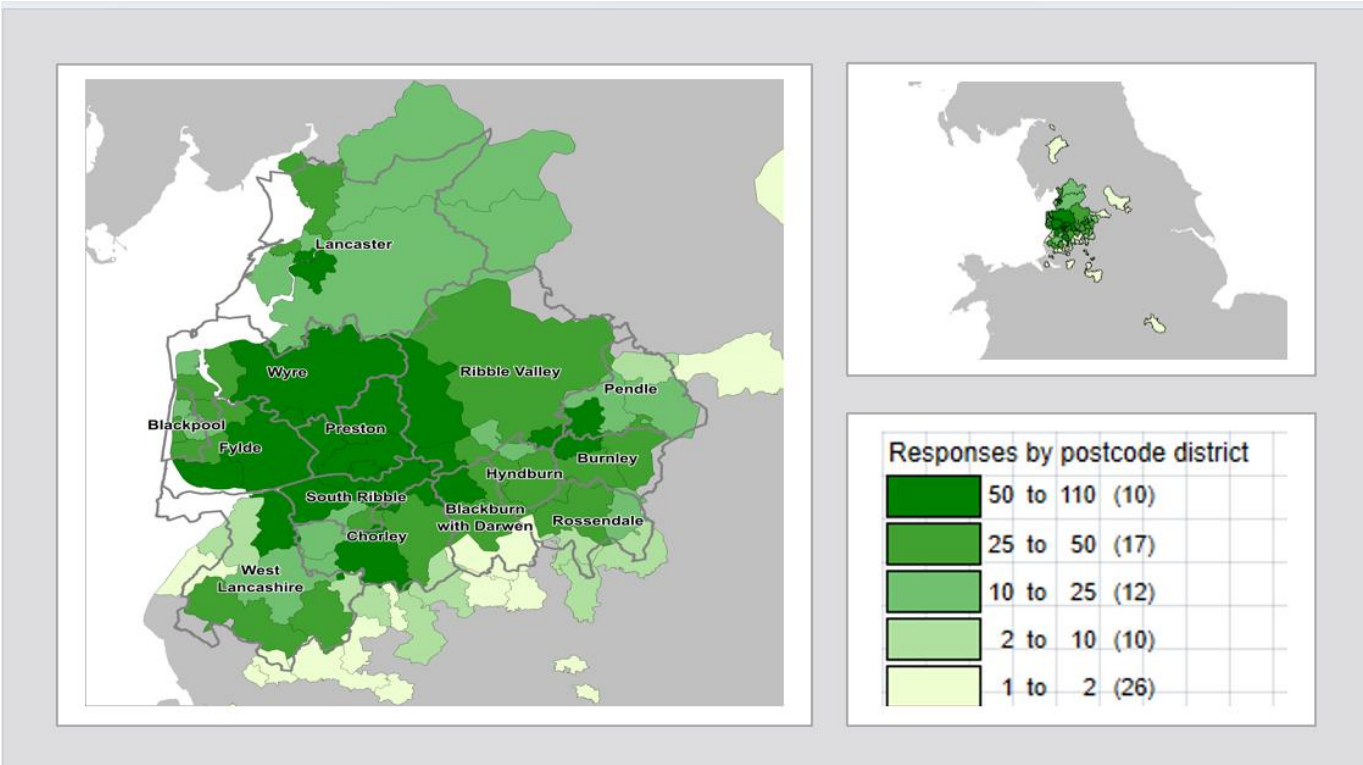 Lancaster
Wyre
Ribble Valley
Pendle
Blackpool
Preston
Fylde
Burnley
Hyndburn
South Ribble
Blackburn
with Darwen
Rossendale
Chorley
West
Lancashire
Responses by postcode district
50 to 110 (10)
25 to 50 (17)
10 to 25 (12)
2 to 10 (10)
1 to 2 (26)